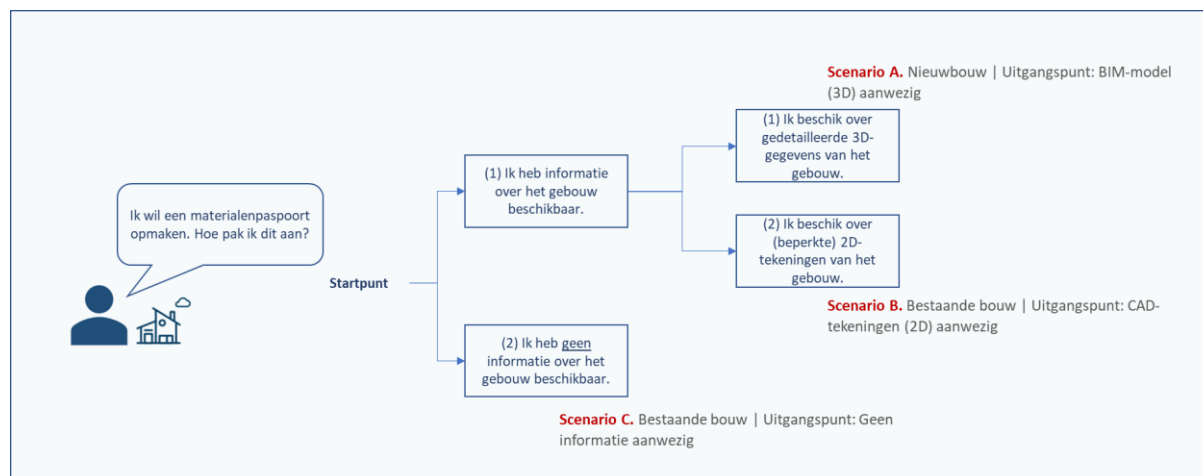 Scenario A. Nieuwbouw | Uitgangspunt: BIM-model
(3D) aanwezig
(1) Ik beschik over
gedetailleerde 3D-
gegevens van het
gebouw.
(1) Ik heb informatie
over het gebouw
beschikbaar.
Ik wil een materialenpaspoort
opmaken. Hoe pak ik dit aan?
(2) Ik beschik over
(beperkte) 2D-
tekeningen van het
gebouw.
Startpunt
Scenario B. Bestaande bouw | Uitgangspunt: CAD-
tekeningen (2D) aanwezig
(2) Ik heb geen
informatie over het
gebouw beschikbaar.
Scenario C. Bestaande bouw | Uitgangspunt: Geen
informatie aanwezig